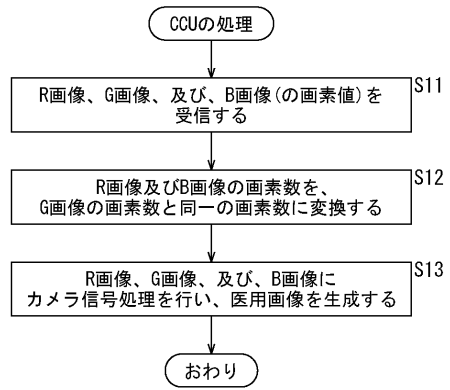 CCUの処理
S11
R画像、G画像、及び、B画像(の画素値)を
受信する
S12
R画像及びB画像の画素数を、
G画像の画素数と同一の画素数に変換する
S13
R画像、G画像、及び、B画像に
カメラ信号処理を行い、医用画像を生成する
おわり